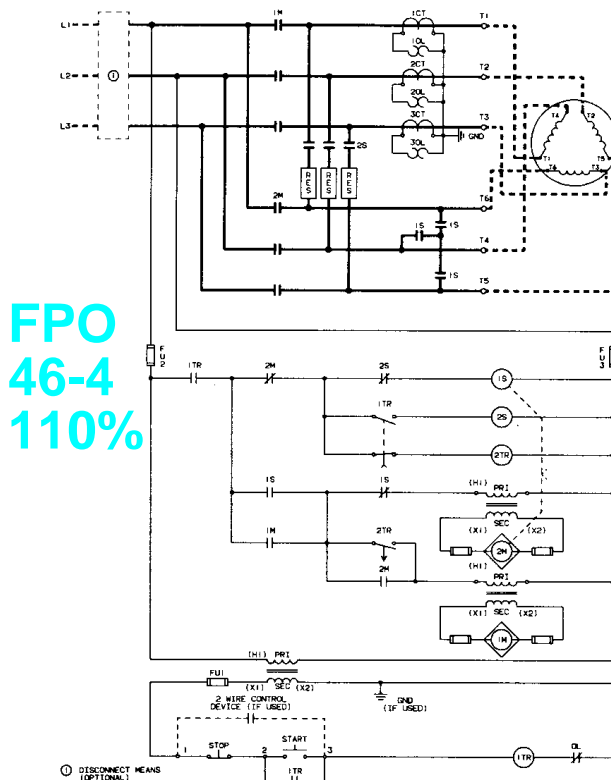 1M
1CT
T1
L1
1OL
2CT
T2
L2
1
2OL
3CT
T3
L3
GND
3OL
2S
T4
T2
T1
T6
T3
T5
RES
RES
RES
2M
T6
1S
1S
T4
1S
T5
FPO
46-4
110%
FU2
FU3
1TR
2M
2S
1S
1TR
2S
2TR
1S
1S
(H1)
PRI
SEC
(X1)
(X2)
1M
2TR
2M
(H1)
2M
PRI
(X1)
SEC
(X2)
1M
(H1)
PRI
FU1
(X1)
SEC
(X2)
GND
(IF USED)
2 WIRE CONTROL
DEVICE (IF USED)
1
STOP
2
START
3
1TR
OL
1 DISCONNECT MEANS
(OPTIONAL)
1TR